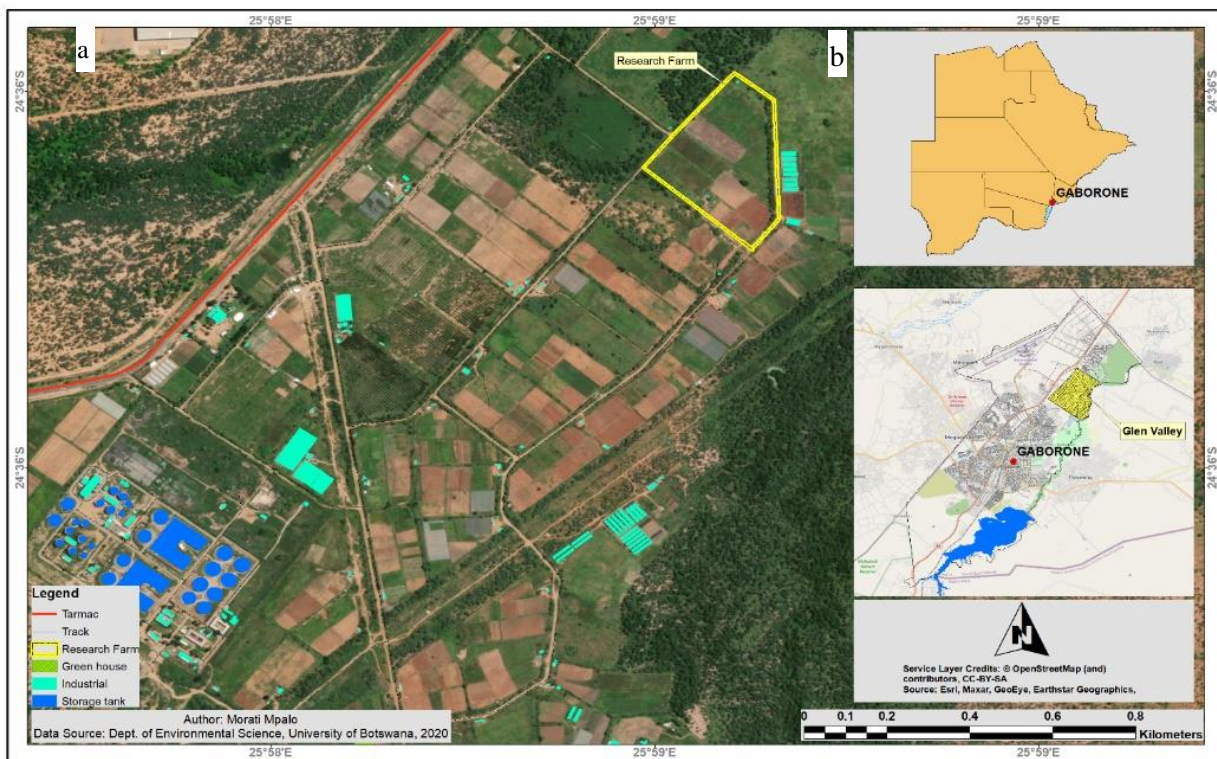 25°58'E
25°59'E
25°59'E
a
b
24°36'S
24°36'S
Research Farm
GABORONE
Glen Valley
GABORONE
24°36'S
24°36'S
Legend
Tarmac
Track
Research Farm
Green house
Industrial
Storage tank
Author: Morati Mpalo
Data Source: Dept. of Environmental Science, University of Botswana, 2020
N
Service Layer Credits: © OpenStreetMap (and)
contributors, CC-BY-SA
Source: Esri, Maxar, GeoEye, Earthstar Geographics,
0 0.1 0.2 0.4 0.6 0.8
Kilometers
25°58'E
25°59'E
25°59'E